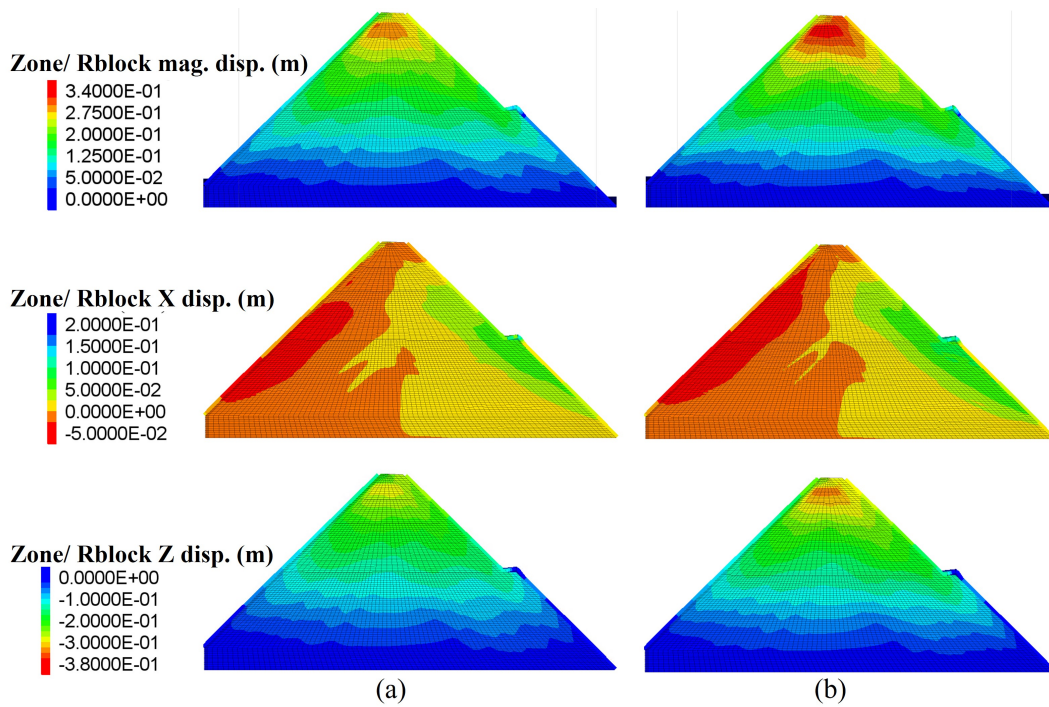 Zone/ Rblock mag. disp. (m)
3.4000E-01
2.7500E-01
2.0000E-01
1.2500E-01
5.0000E-02
0.0000E+00
Zone/ Rblock X disp. (m)
2.0000E-01
1.5000E-01
1.0000E-01
5.0000E-02
0.0000E+00
-5.0000E-02
Zone/ Rblock Z disp. (m)
0.0000E+00
-1.0000E-01
-2.0000E-01
-3.0000E-01
-3.8000E-01
(a)
(b)